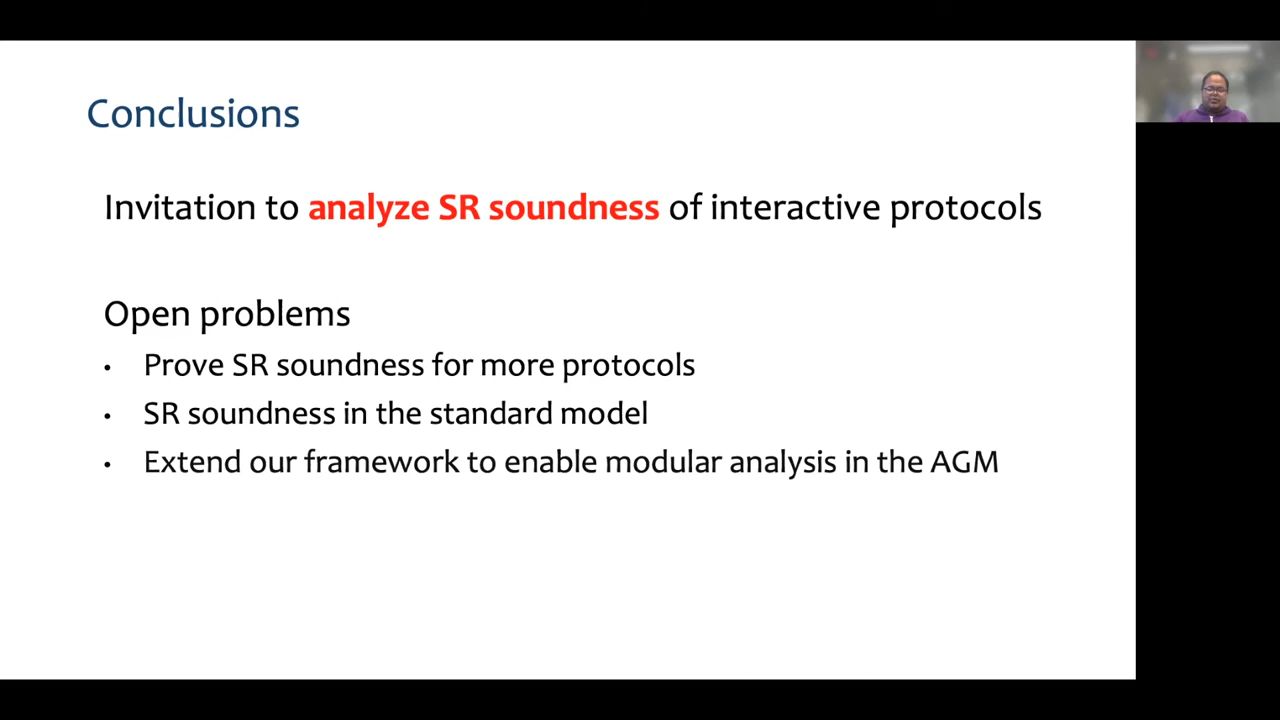 Conclusions
Invitation to analyze SR soundness of interactive protocols
Open problems
• Prove SR soundness for more protocols
• SR soundness in the standard model
• Extend our framework to enable modular analysis in the AGM